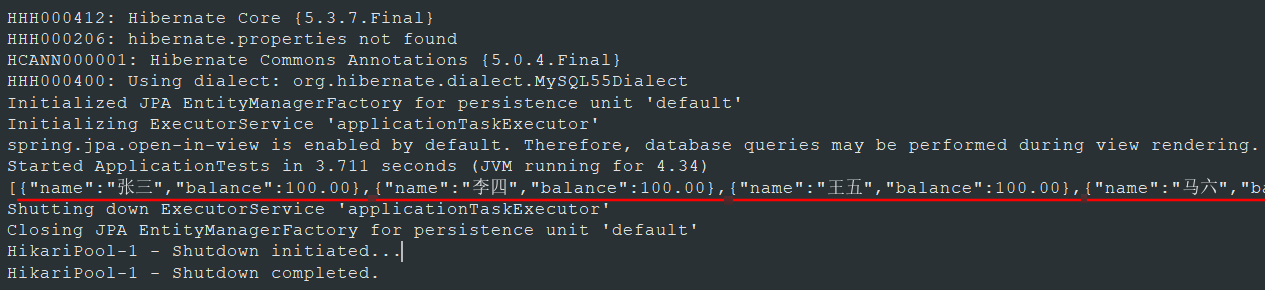 HHH000412: Hibernate Core {5.3.7.Final}
HHH000206: hibernate.properties not found
HCANN000001: Hibernate Commons Annotations {5.0.4.Final}
HHH000400: Using dialect: org.hibernate.dialect.MySQL55Dialect
Initialized JPA EntityManagerFactory for persistence unit 'default'
Initializing ExecutorService 'applicationTaskExecutor'
spring.jpa.open-in-view is enabled by default. Therefore, database queries may be performed during view rendering.
Started ApplicationTests in 3.711 seconds (JVM running for 4.34)
[{"name":"张三","balance":100.00},{"name":"李四","balance":100.00},{"name":"王五","balance":100.00},{"name":"马六","ba
Shutting down ExecutorService 'applicationTaskExecutor'
Closing JPA EntityManagerFactory for persistence unit 'default'
HikariPool-1 - Shutdown initiated...
HikariPool-1 - Shutdown completed.